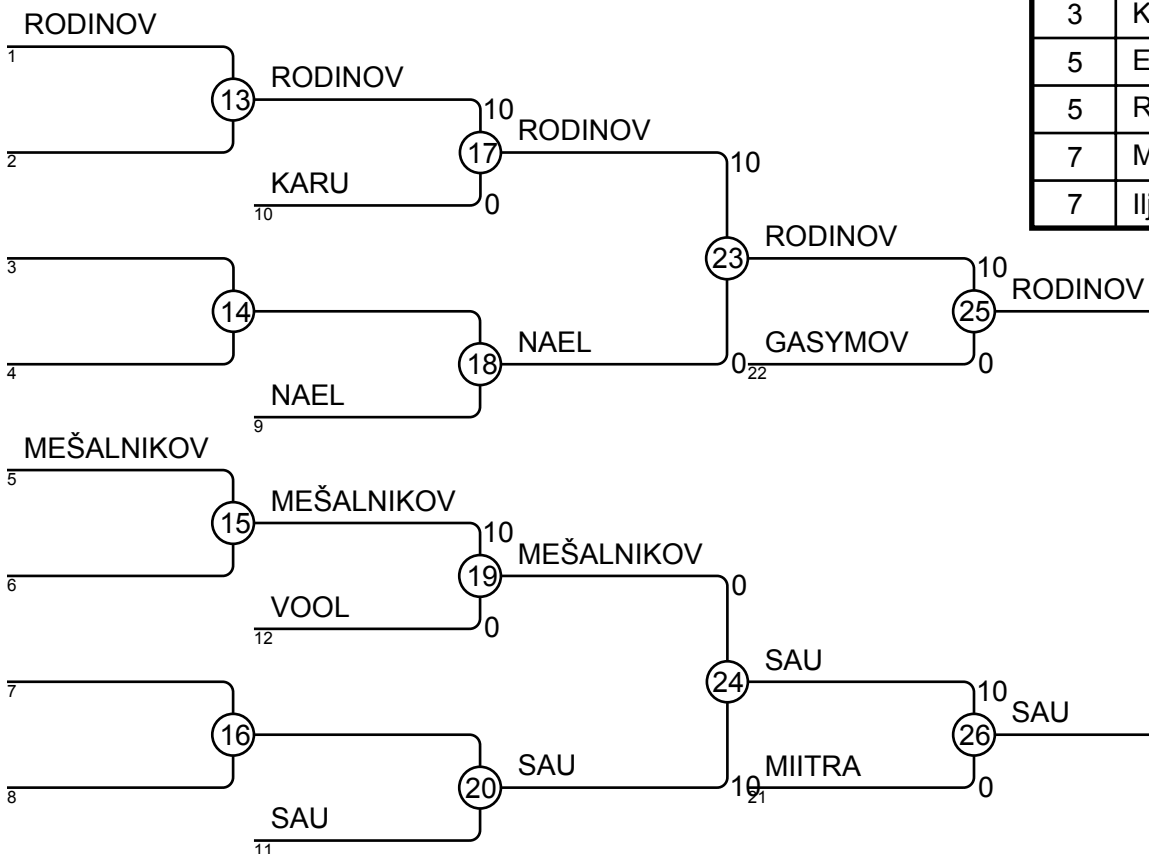 RODINOV
1
13
RODINOV
2
10
17
RODINOV
KARU
10
0
10
3
14
23
RODINOV
4
18
NAEL
0
NAEL
9
22
GASYMOV
10
25
RODINOV
0
MEŠALNIKOV
5
15
MEŠALNIKOV
6
10
19
MEŠALNIKOV
VOOL
12
0
0
7
16
24
SAU
8
20
SAU
10
SAU
11
21
MIITRA
10
26
SAU
0
3 K
5 E
5 R
7 M
7 Ilj